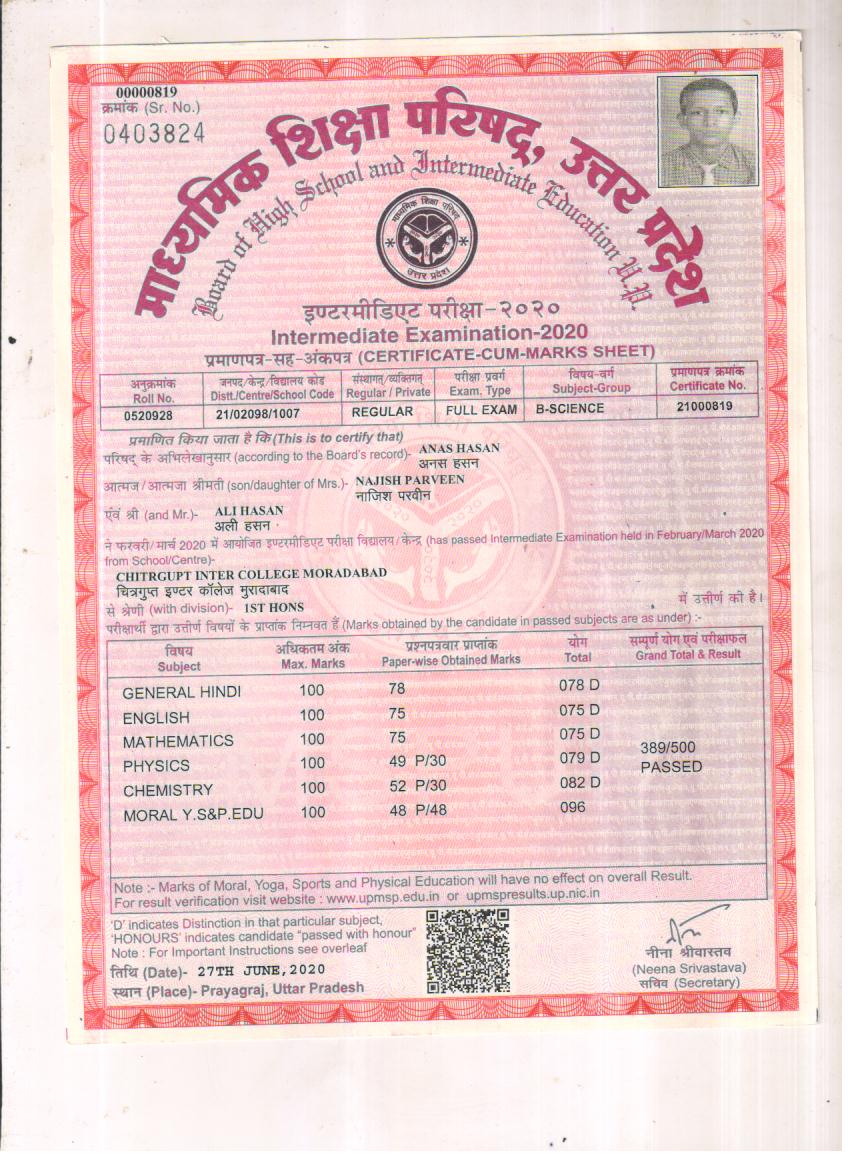 00000819
क्रमांक (Sr. No.)
0403824
माध्यमिक शिक्षा परिषद्, उत्तर प्रदेश
Board of High School and Intermediate Education U.P.
माध्यमिक शिक्षा परिषद
उत्तर प्रदेश
इण्टरमीडिएट परीक्षा-२०२०
Intermediate Examination-2020
प्रमाणपत्र-सह-अंकपत्र (CERTIFICATE-CUM-MARKS SHEET)
अनुक्रमांक जनपद/केन्द्र/विद्यालय कोड संस्थागत/व्यक्तिगत परीक्षा प्रवर्ग विषय-वर्ग प्रमाणपत्र क्रमांक
Roll No. Distt./Centre/School Code Regular / Private Exam. Type Subject-Group Certificate No.
0520928 21/02098/1007 REGULAR FULL EXAM B-SCIENCE 21000819
प्रमाणित किया जाता है कि (This is to certify that)
परिषद् के अभिलेखानुसार (according to the Board's record)- ANAS HASAN
अनस हसन
आत्मज/आत्मजा श्रीमती (son/daughter of Mrs.)- NAJISH PARVEEN
नाजिश परवीन
एवं श्री (and Mr.)- ALI HASAN
अली हसन
ने फरवरी/मार्च 2020 में आयोजित इण्टरमीडिएट परीक्षा विद्यालय/केन्द्र (has passed Intermediate Examination held in February/March 2020
from School/Centre)-
CHITRGUPT INTER COLLEGE MORADABAD
चित्रगुप्त इण्टर कॉलेज मुरादाबाद
से श्रेणी (with division)- 1ST HONS में उत्तीर्ण की है।
परीक्षार्थी द्वारा उत्तीर्ण विषयों के प्राप्तांक निम्नवत हैं (Marks obtained by the candidate in passed subjects are as under) :-
विषय अधिकतम अंक प्रश्नपत्रवार प्राप्तांक योग सम्पूर्ण योग एवं परीक्षाफल
Subject Max. Marks Paper-wise Obtained Marks Total Grand Total & Result
GENERAL HINDI 100 78 078 D
ENGLISH 100 75 075 D
MATHEMATICS 100 75 075 D
389/500
PHYSICS 100 49 P/30 079 D
PASSED
CHEMISTRY 100 52 P/30 082 D
MORAL Y.S&P.EDU 100 48 P/48 096
Note :- Marks of Moral, Yoga, Sports and Physical Education will have no effect on overall Result.
For result verification visit website : www.upmsp.edu.in or upmspresults.up.nic.in
'D' indicates Distinction in that particular subject,
'HONOURS' indicates candidate "passed with honour"
Note : For Important Instructions see overleaf
तिथि (Date)- 27TH JUNE,2020
स्थान (Place)- Prayagraj, Uttar Pradesh
नीना श्रीवास्तव
(Neena Srivastava)
सचिव (Secretary)